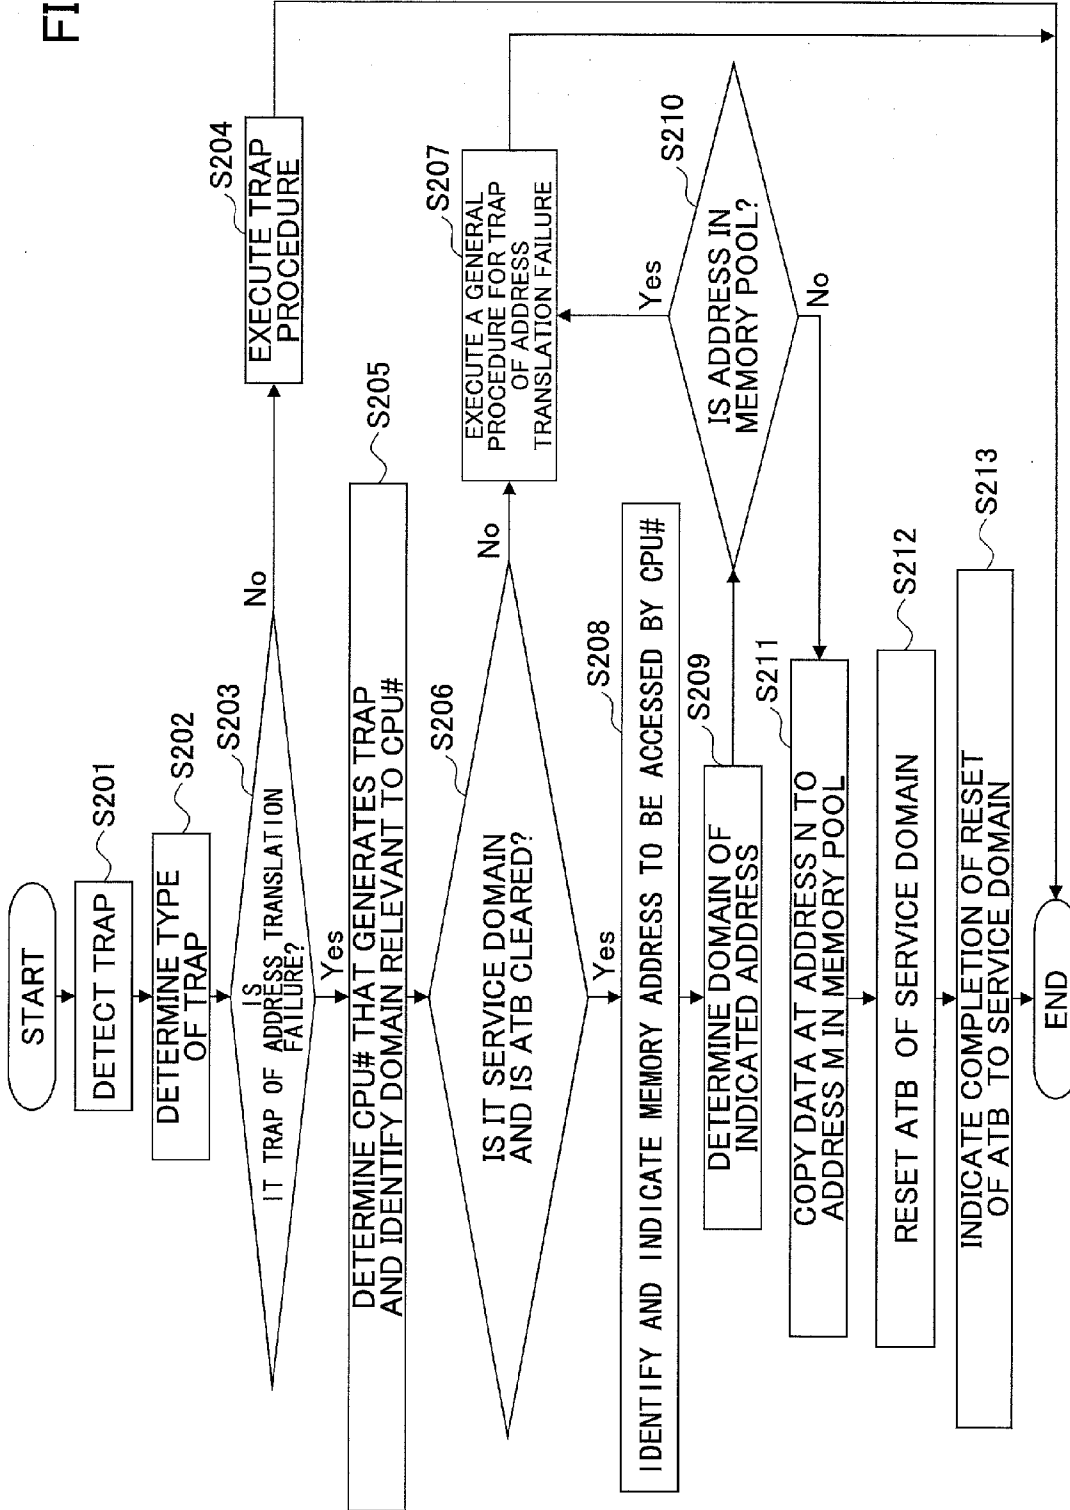 FI
START
DETECT TRAP
S201
DETERMINE TYPE
OF TRAP
S202
IS
IT TRAP OF ADDRESS TRANSLATION
FAILURE?
S203
No
Yes
EXECUTE TRAP
PROCEDURE
S204
DETERMINE CPU# THAT GENERATES TRAP
AND IDENTIFY DOMAIN RELEVANT TO CPU#
S205
IS IT SERVICE DOMAIN
AND IS ATB CLEARED?
S206
No
Yes
EXECUTE A GENERAL
PROCEDURE FOR TRAP
OF ADDRESS
TRANSLATION FAILURE
S207
IDENTIFY AND INDICATE MEMORY ADDRESS TO BE ACCESSED BY CPU#
S208
DETERMINE DOMAIN OF
INDICATED ADDRESS
S209
IS ADDRESS IN
MEMORY POOL?
S210
Yes
No
COPY DATA AT ADDRESS N TO
ADDRESS M IN MEMORY POOL
S211
RESET ATB OF SERVICE DOMAIN
S212
INDICATE COMPLETION OF RESET
OF ATB TO SERVICE DOMAIN
S213
END